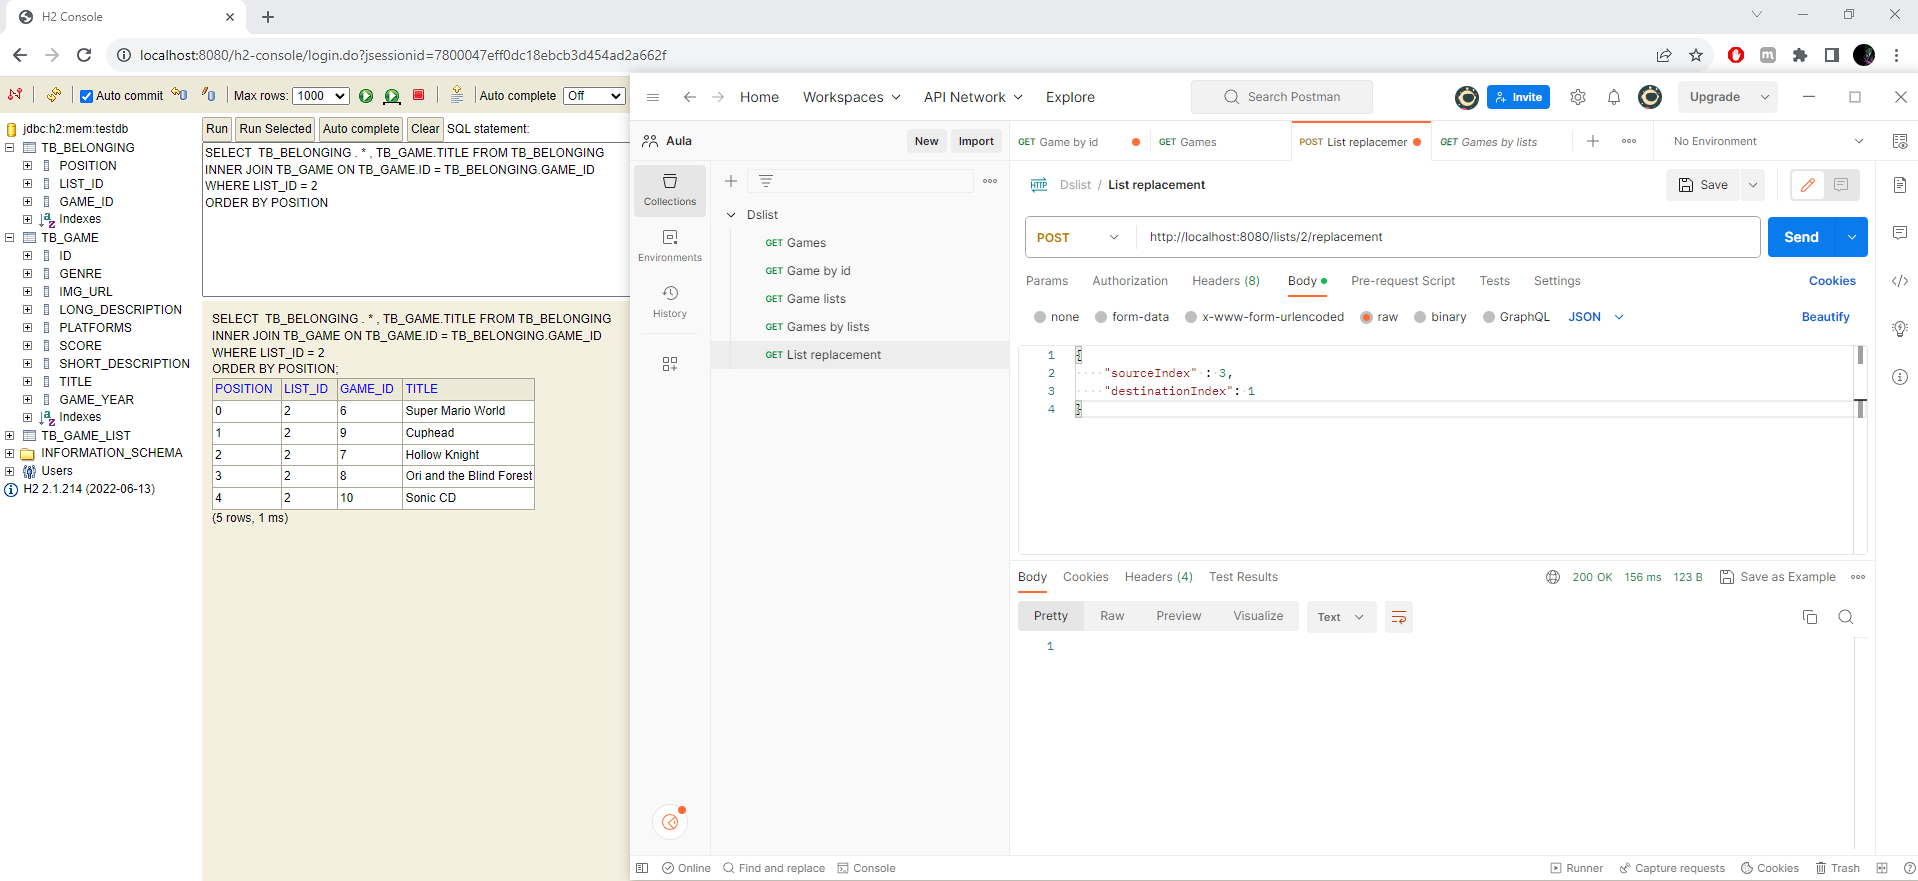 H2 Console
localhost:8080/h2-console/login.do?jsessionid=7800047eff0dc18ebcb3d454ad2a662f
Auto commit
Max rows: 1000
Auto complete Off
jdbc:h2:mem:testdb
TB_BELONGING
POSITION
LIST_ID
GAME_ID
Indexes
TB_GAME
ID
GENRE
IMG_URL
LONG_DESCRIPTION
PLATFORMS
SCORE
SHORT_DESCRIPTION
TITLE
GAME_YEAR
Indexes
TB_GAME_LIST
INFORMATION_SCHEMA
Users
H2 2.1.214 (2022-06-13)
Run Run Selected Auto complete Clear SQL statement:
SELECT TB_BELONGING . * , TB_GAME.TITLE FROM TB_BELONGING
INNER JOIN TB_GAME ON TB_GAME.ID = TB_BELONGING.GAME_ID
WHERE LIST_ID = 2
ORDER BY POSITION
SELECT TB_BELONGING . * , TB_GAME.TITLE FROM TB_BELONGING
INNER JOIN TB_GAME ON TB_GAME.ID = TB_BELONGING.GAME_ID
WHERE LIST_ID = 2
ORDER BY POSITION;
POSITION LIST_ID GAME_ID TITLE
0 2 6 Super Mario World
1 2 9 Cuphead
2 2 7 Hollow Knight
3 2 8 Ori and the Blind Forest
4 2 10 Sonic CD
(5 rows, 1 ms)
Home Workspaces API Network Explore
Search Postman
Invite
Upgrade
Aula
New Import
Collections
Environments
History
Dslist
GET Games
GET Game by id
GET Game lists
GET Games by lists
GET List replacement
GET Game by id
GET Games
POST List replacemer
GET Games by lists
No Environment
HTTP Dslist / List replacement
Save
POST http://localhost:8080/lists/2/replacement
Send
Params Authorization Headers (8) Body Pre-request Script Tests Settings Cookies
none form-data x-www-form-urlencoded raw binary GraphQL JSON Beautify
1 {
2 "sourceIndex" : 3,
3 "destinationIndex": 1
4 }
Body Cookies Headers (4) Test Results
200 OK 156 ms 123 B Save as Example
Pretty Raw Preview Visualize Text
1
Online Find and replace Console
Runner Capture requests Cookies Trash